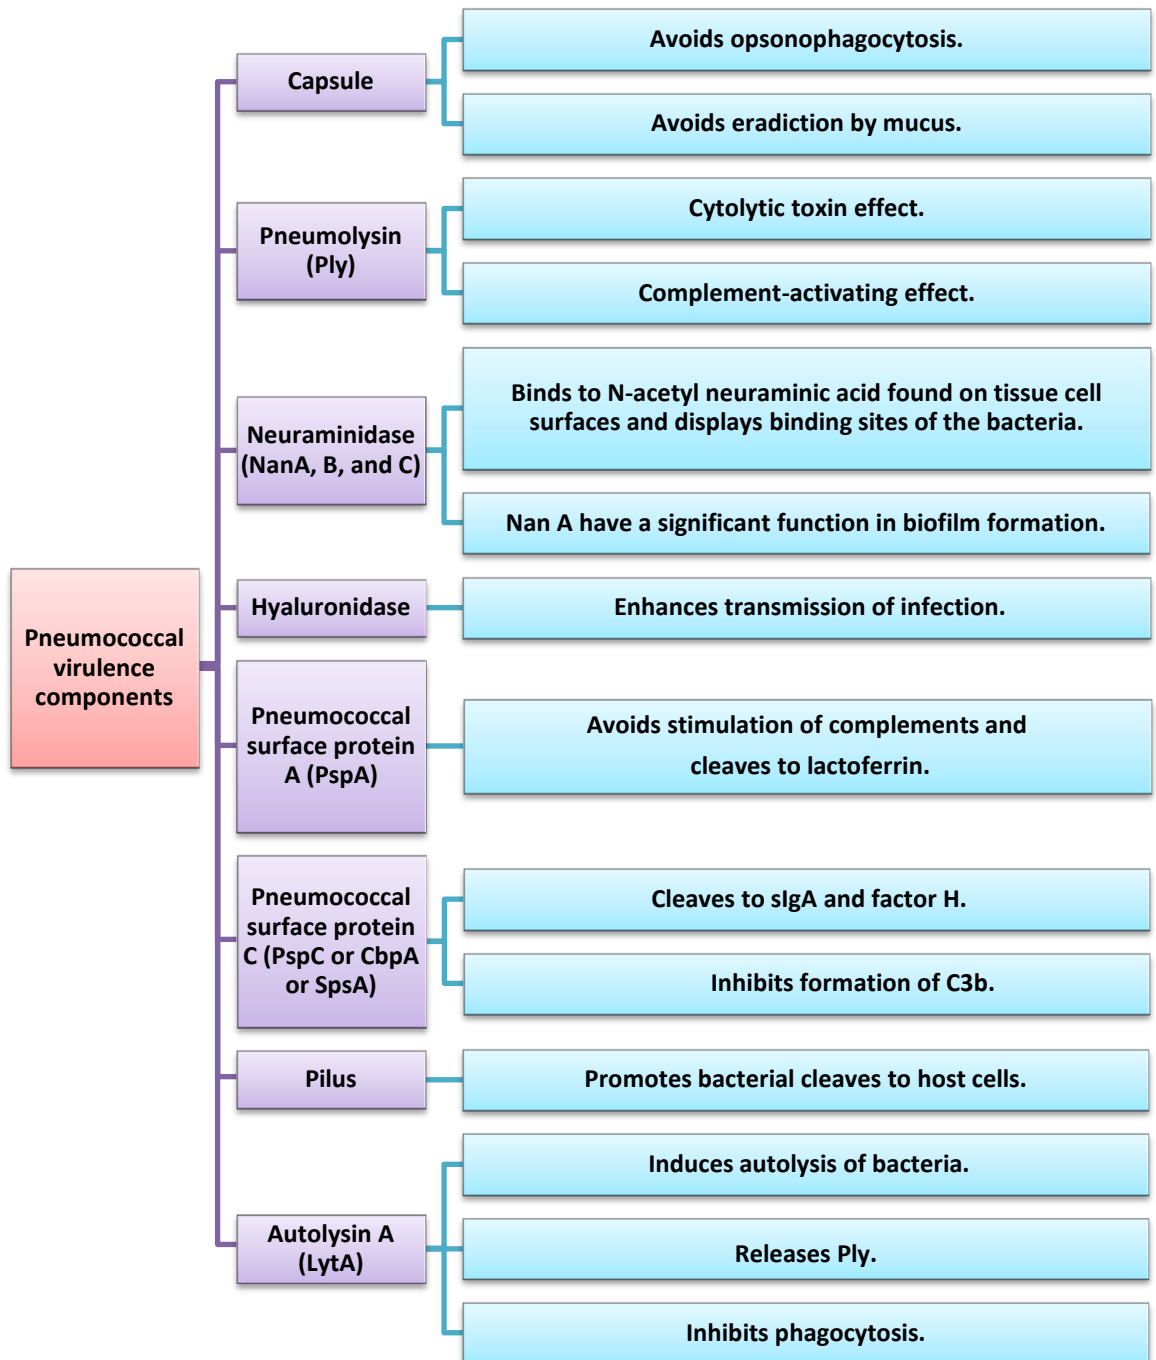 Pneumococcal
virulence
components
Capsule
Avoids opsonophagocytosis.
Avoids eradiction by mucus.
Pneumolysin
(Ply)
Cytolytic toxin effect.
Complement-activating effect.
Neuraminidase
(NanA, B, and C)
Binds to N-acetyl neuraminic acid found on tissue cell
surfaces and displays binding sites of the bacteria.
Nan A have a significant function in biofilm formation.
Hyaluronidase
Enhances transmission of infection.
Pneumococcal
surface protein
A (PspA)
Avoids stimulation of complements and
cleaves to lactoferrin.
Pneumococcal
surface protein
C (PspC or CbpA
or SpsA)
Cleaves to sIgA and factor H.
Inhibits formation of C3b.
Pilus
Promotes bacterial cleaves to host cells.
Autolysin A
(LytA)
Induces autolysis of bacteria.
Releases Ply.
Inhibits phagocytosis.